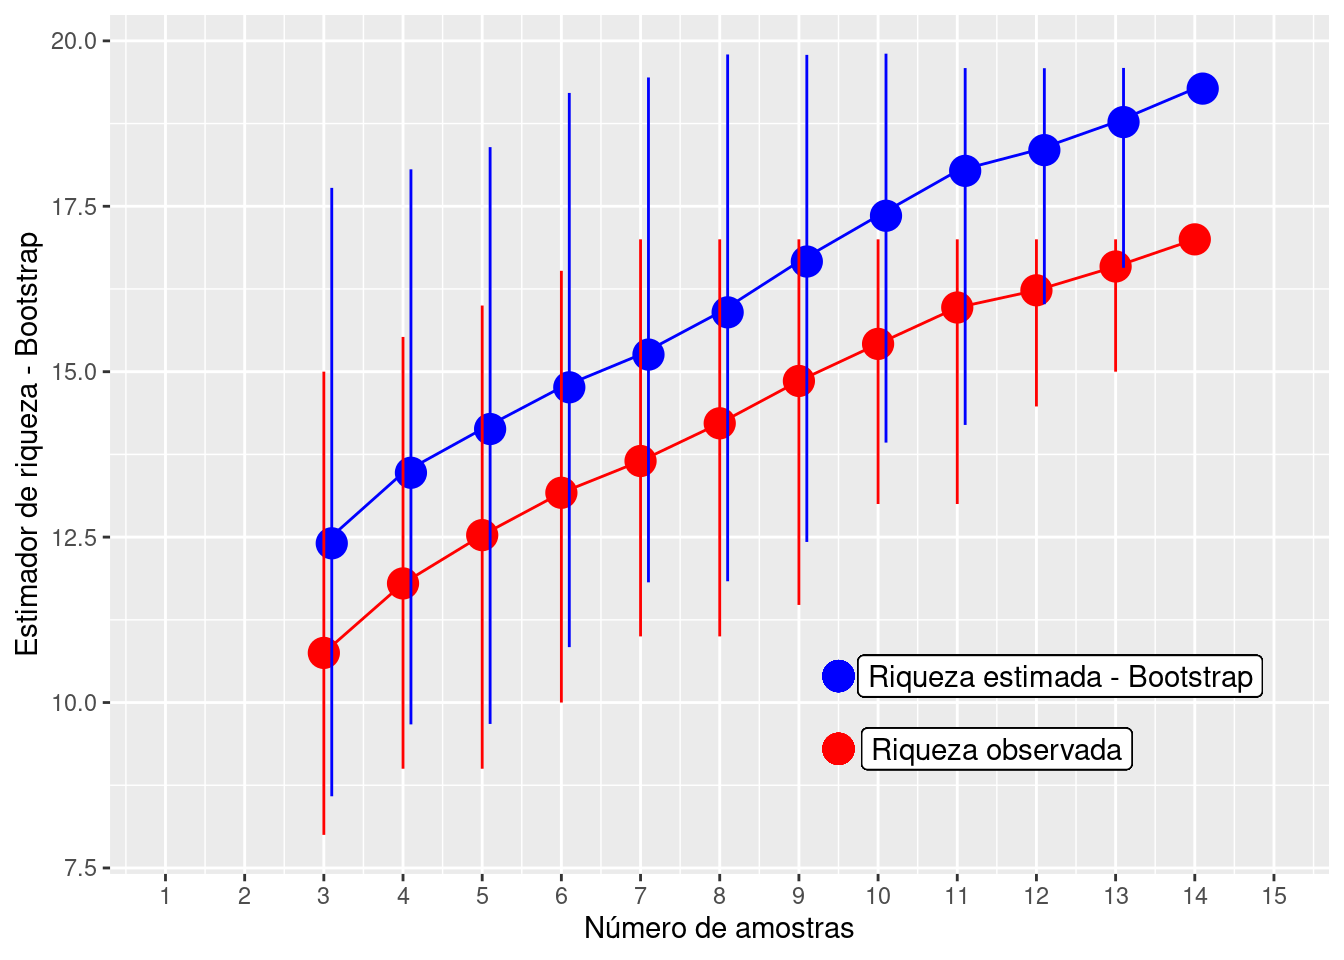 Estimador de riqueza - Bootstrap
20.0
17.5
15.0
12.5
10.0
7.5
Riqueza estimada - Bootstrap
Riqueza observada
1 2 3 4 5 6 7 8 9 10 11 12 13 14 15
Número de amostras